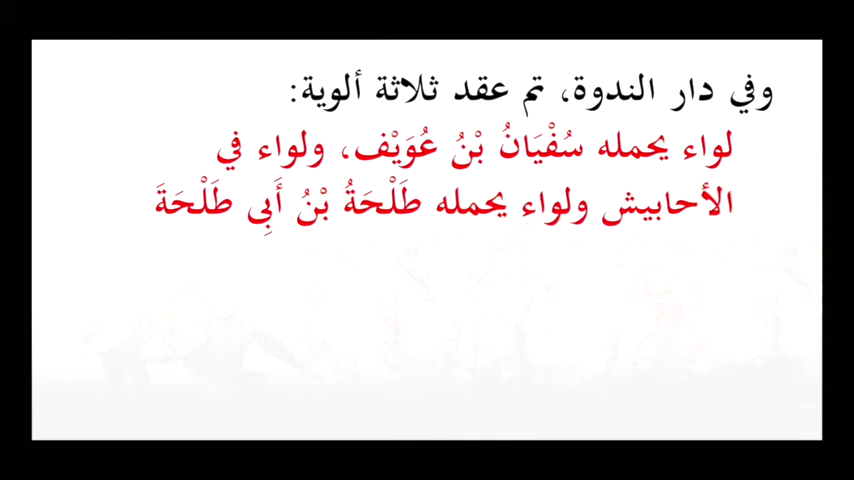 وفي دار الندوة، تم عقد ثلاثة ألوية:
لواء يحمله سُفْيَانُ بْنُ عُوَيْف، ولواء في
الأحابيش ولواء يحمله طَلْحَةُ بْنُ أَبِى طَلْحَةَ